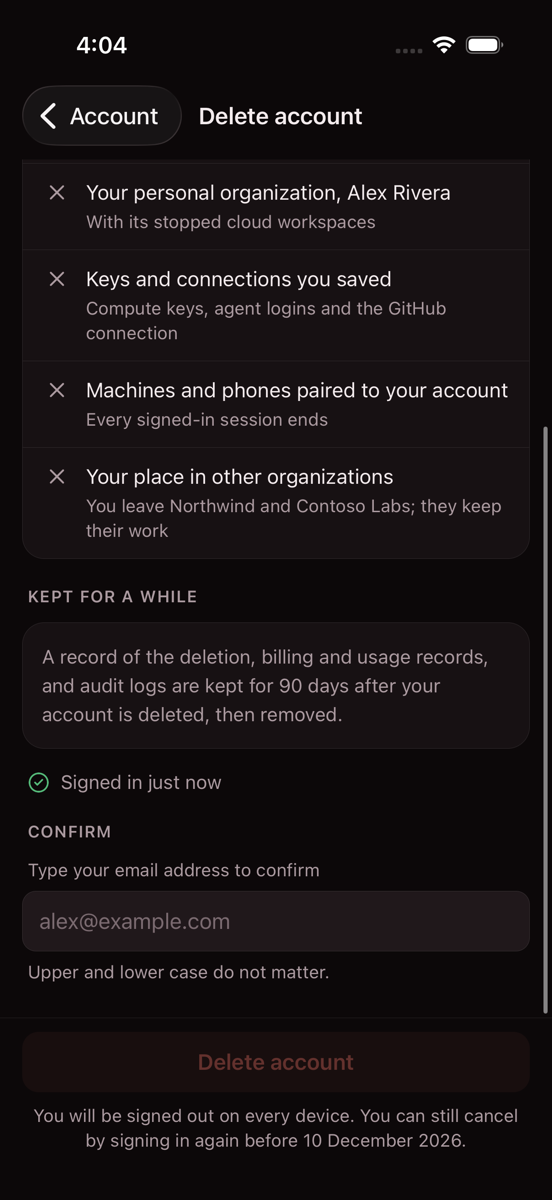 4:04
Account
Delete account
Your personal organization, Alex Rivera
With its stopped cloud workspaces
Keys and connections you saved
Compute keys, agent logins and the GitHub
connection
Machines and phones paired to your account
Every signed-in session ends
Your place in other organizations
You leave Northwind and Contoso Labs; they keep
their work
KEPT FOR A WHILE
A record of the deletion, billing and usage records,
and audit logs are kept for 90 days after your
account is deleted, then removed.
Signed in just now
CONFIRM
Type your email address to confirm
alex@example.com
Upper and lower case do not matter.
Delete account
You will be signed out on every device. You can still cancel
by signing in again before 10 December 2026.